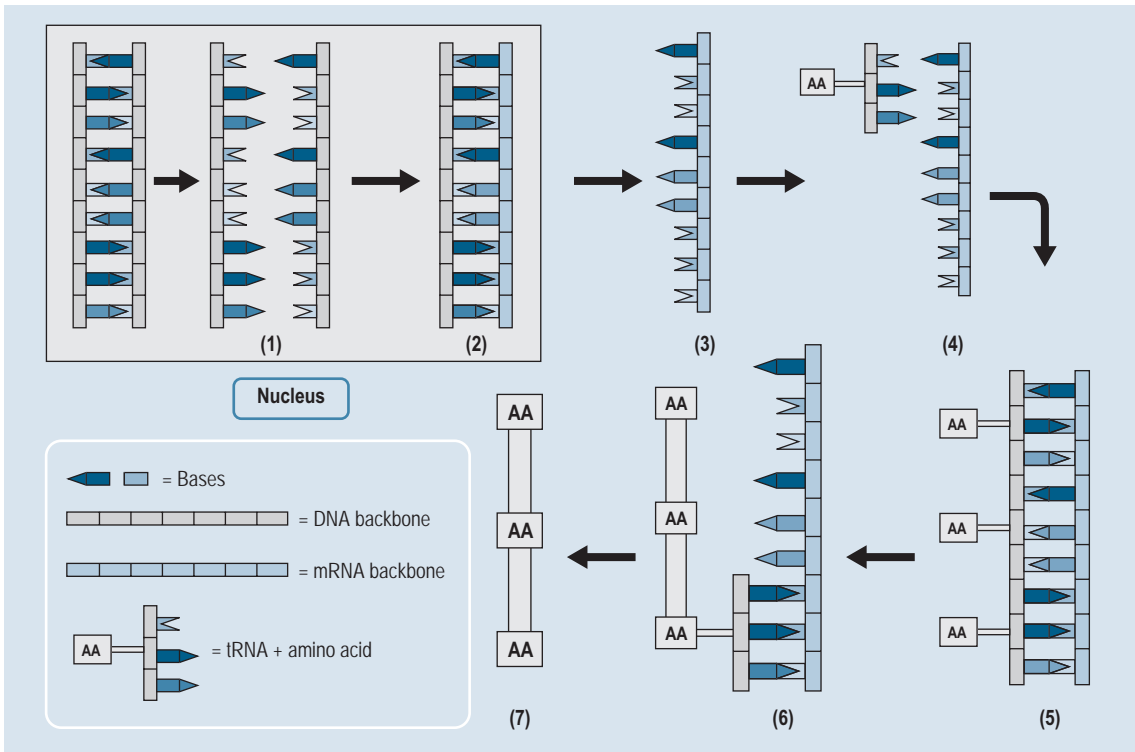 AA
(1)
(2)
(3)
(4)
Nucleus
= Bases
= DNA backbone
= mRNA backbone
AA
= tRNA + amino acid
AA
AA
AA
(7)
AA
AA
AA
(6)
AA
AA
AA
(5)